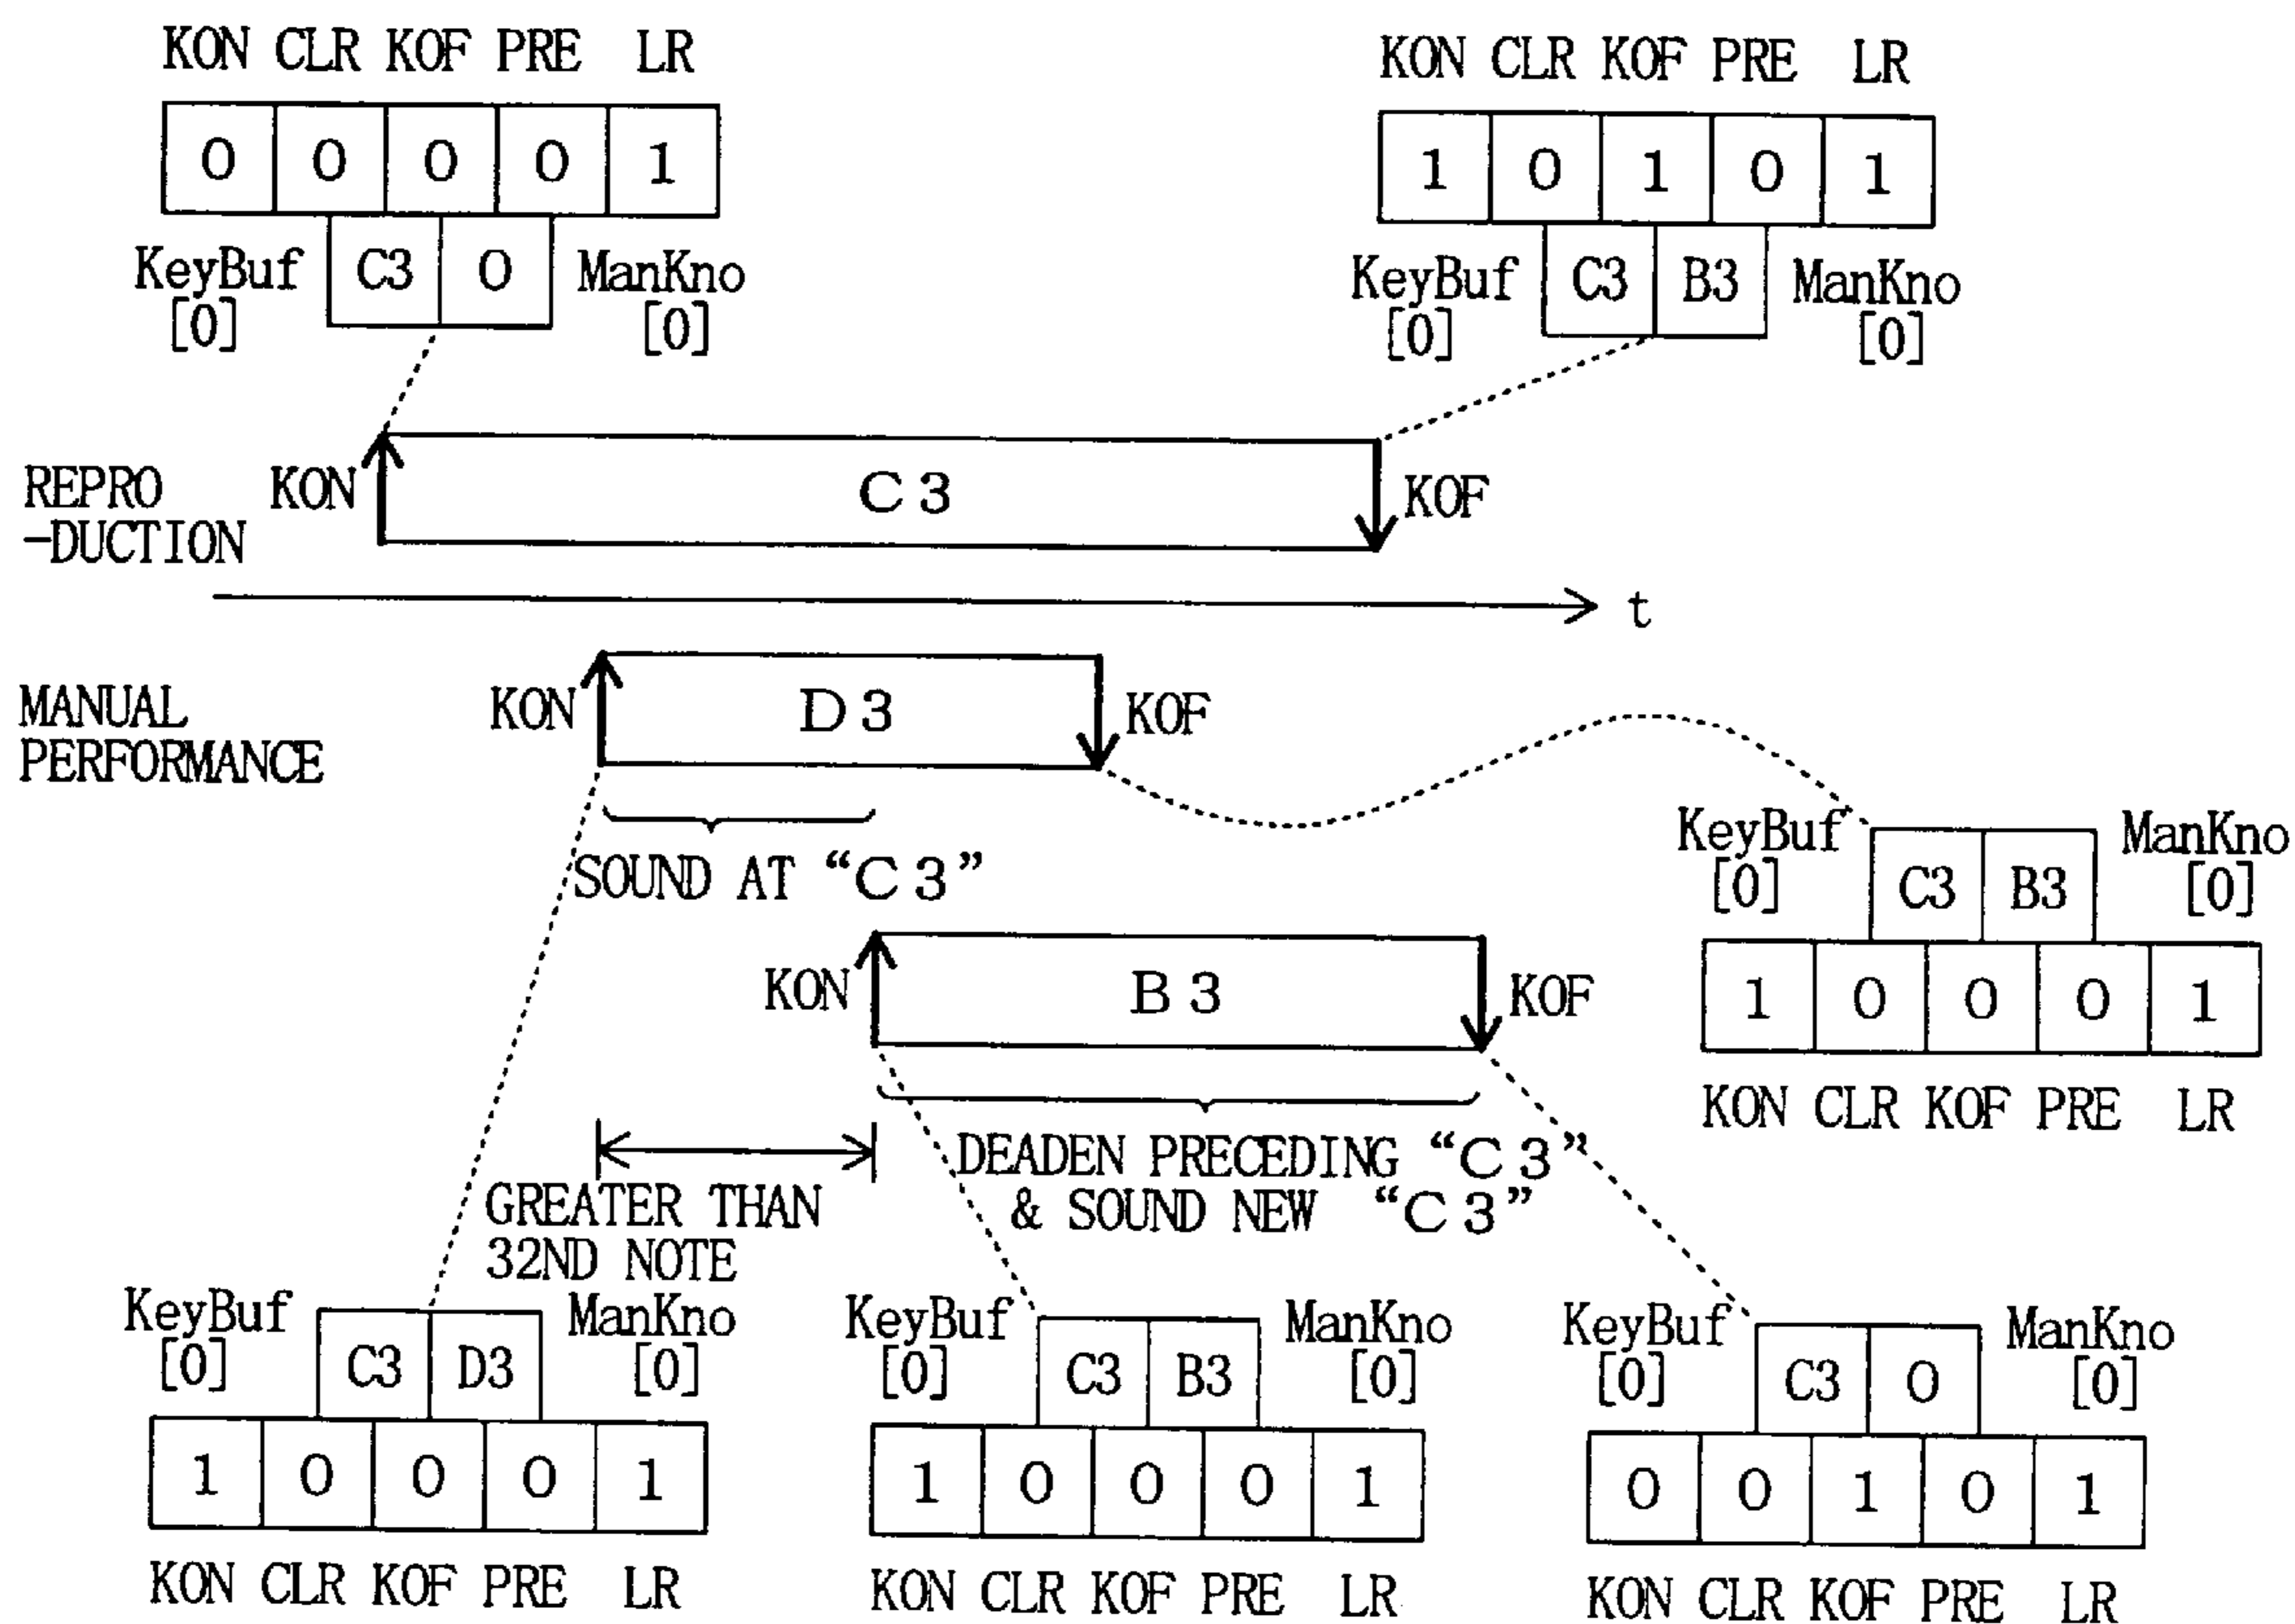 KON CLR KOF PRE LR
0 0 0 0 1
KeyBuf [0] C3 0 ManKno [0]
KON CLR KOF PRE LR
1 0 1 0 1
KeyBuf [0] C3 B3 ManKno [0]
REPRO
-DUCTION
KON C3 KOF
t
MANUAL
PERFORMANCE
KON D3 KOF
SOUND AT “C3”
KeyBuf [0] C3 B3 ManKno [0]
1 0 0 0 1
KON CLR KOF PRE LR
KON B3 KOF
GREATER THAN
32ND NOTE
DEADEN PRECEDING “C3”
& SOUND NEW “C3”
KeyBuf [0] C3 D3 ManKno [0]
1 0 0 0 1
KON CLR KOF PRE LR
KeyBuf [0] C3 B3 ManKno [0]
1 0 0 0 1
KON CLR KOF PRE LR
KeyBuf [0] C3 0 ManKno [0]
0 0 1 0 1
KON CLR KOF PRE LR